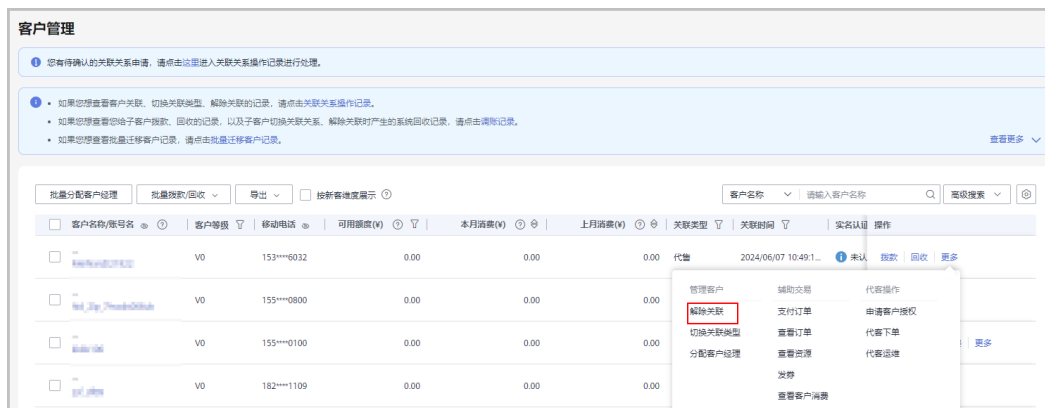 客户管理
您有待确认的关联关系申请，请点击这里进入关联关系操作记录进行处理。
• 如果您想查看客户关联、切换关联类型、解除关联的记录，请点击关联关系操作记录。
• 如果您想查看您给子客户拨款、回收的记录，以及子客户切换关联关系、解除关联时产生的系统回收记录，请点击调账记录。
• 如果您想查看批量迁移客户记录，请点击批量迁移客户记录。
查看更多
批量分配客户经理 批量拨款/回收 导出 按新客维度展示 客户名称 请输入客户名称 高级搜索
客户名称/账号名 客户等级 移动电话 可用额度(¥) 本月消费(¥) 上月消费(¥) 关联类型 关联时间 实名认证 操作
-- V0 153****6032 0.00 0.00 0.00 代售 2024/06/07 10:49:1... 未认 拨款 回收 更多
管理客户 辅助交易 代客操作
V0 155****0800 0.00 0.00 0.00 解除关联 支付订单 申请客户授权
切换关联类型 查看订单 代客下单
V0 155****0100 0.00 0.00 0.00 分配客户经理 查看资源 代客运维 更多
发券
-- V0 182****1109 0.00 0.00 0.00 查看客户消费